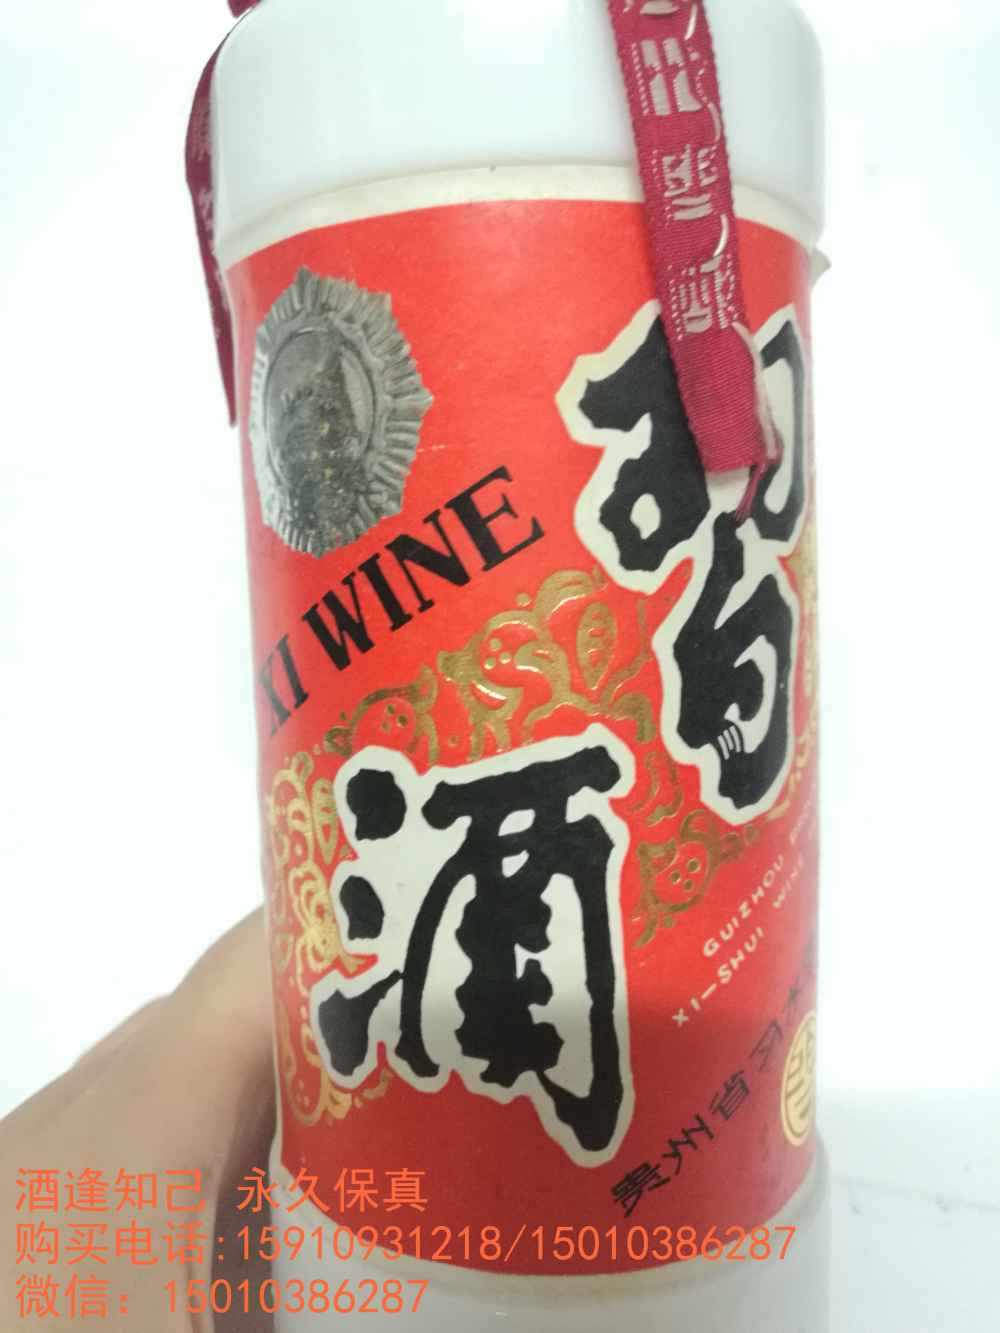 XI WINE
習
酒
GUIZHOU
XI—SHUI WINE
贵州省习水
酒逢知己 永久保真
购买电话:15910931218/15010386287
微信：15010386287